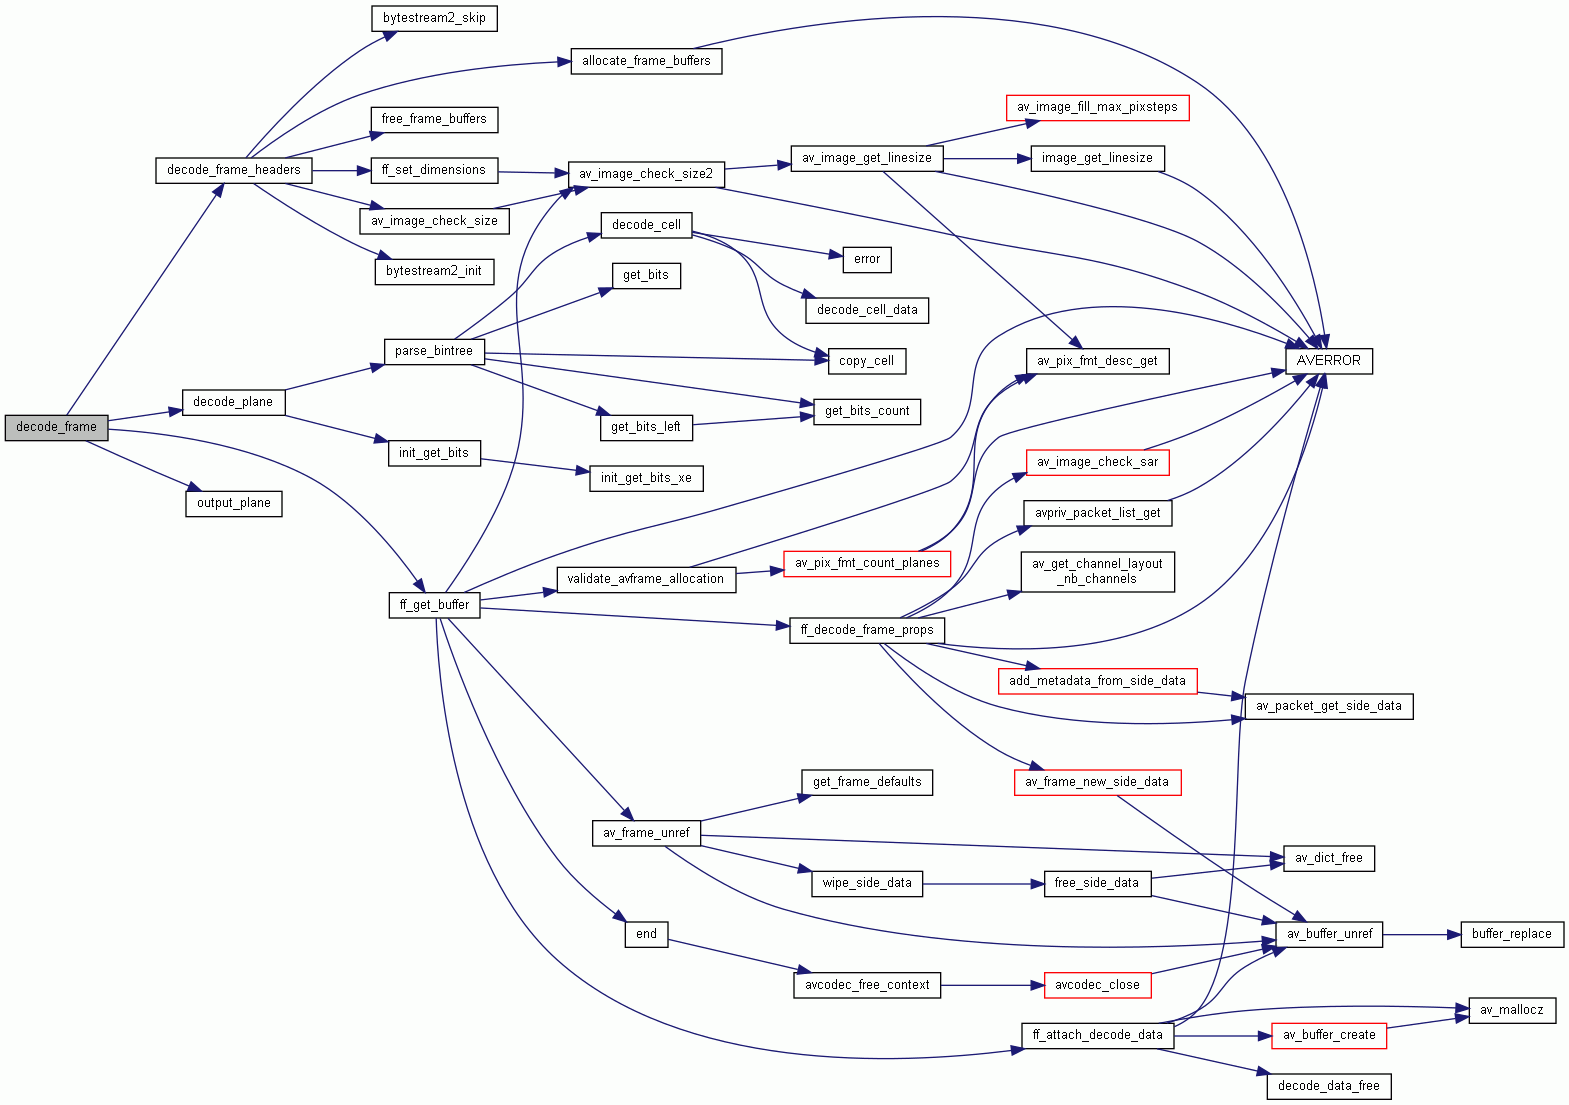 bytestream2_skip
allocate_frame_buffers
av_image_fill_max_pixsteps
free_frame_buffers
av_image_get_linesize
image_get_linesize
decode_frame_headers
ff_set_dimensions
av_image_check_size2
av_image_check_size
decode_cell
error
bytestream2_init
get_bits
decode_cell_data
parse_bintree
copy_cell
av_pix_fmt_desc_get
AVERROR
decode_plane
get_bits_count
decode_frame
get_bits_left
init_get_bits
av_image_check_sar
init_get_bits_xe
output_plane
avpriv_packet_list_get
av_pix_fmt_count_planes
av_get_channel_layout
_nb_channels
validate_avframe_allocation
ff_get_buffer
ff_decode_frame_props
add_metadata_from_side_data
av_packet_get_side_data
get_frame_defaults
av_frame_new_side_data
av_frame_unref
av_dict_free
wipe_side_data
free_side_data
end
av_buffer_unref
buffer_replace
avcodec_free_context
avcodec_close
av_mallocz
ff_attach_decode_data
av_buffer_create
decode_data_free